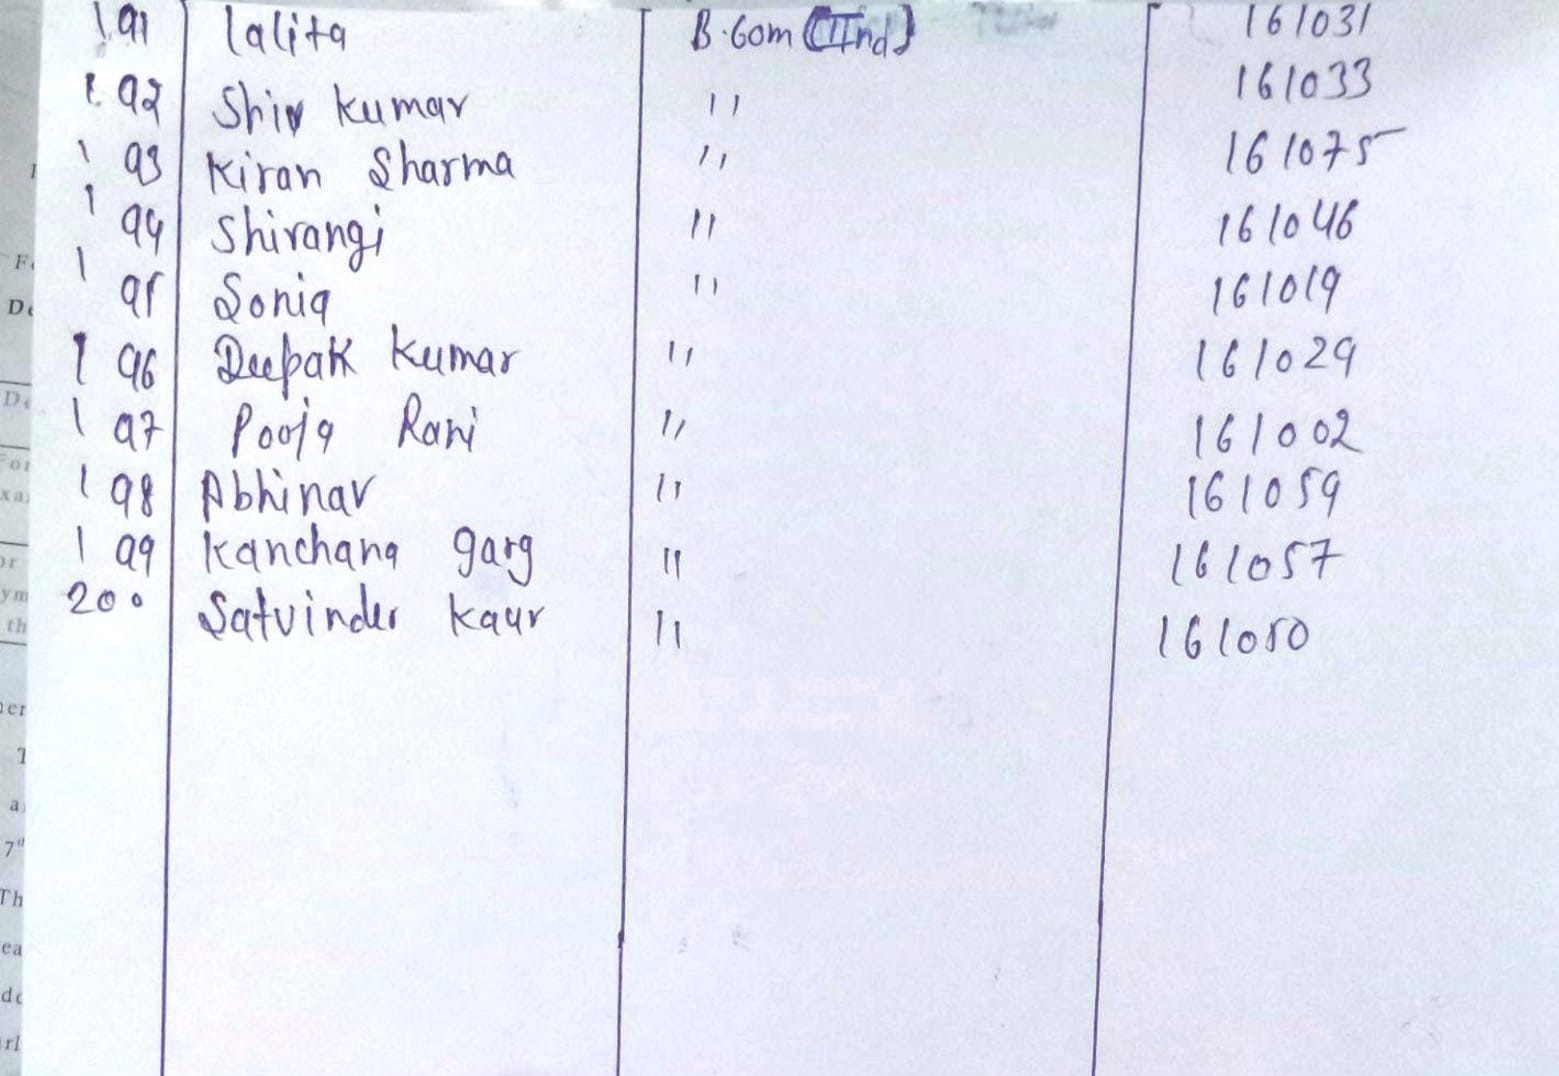 191 Lalita B.Com (IInd) 161031
192 Shiv Kumar " 161033
193 Kiran Sharma " 161075
194 Shirangi " 161046
195 Sonia " 161019
196 Deepak Kumar " 161029
197 Pooja Rani " 161002
198 Abhinav " 161059
199 Kanchana garg " 161057
200 Satvinder Kaur " 161050